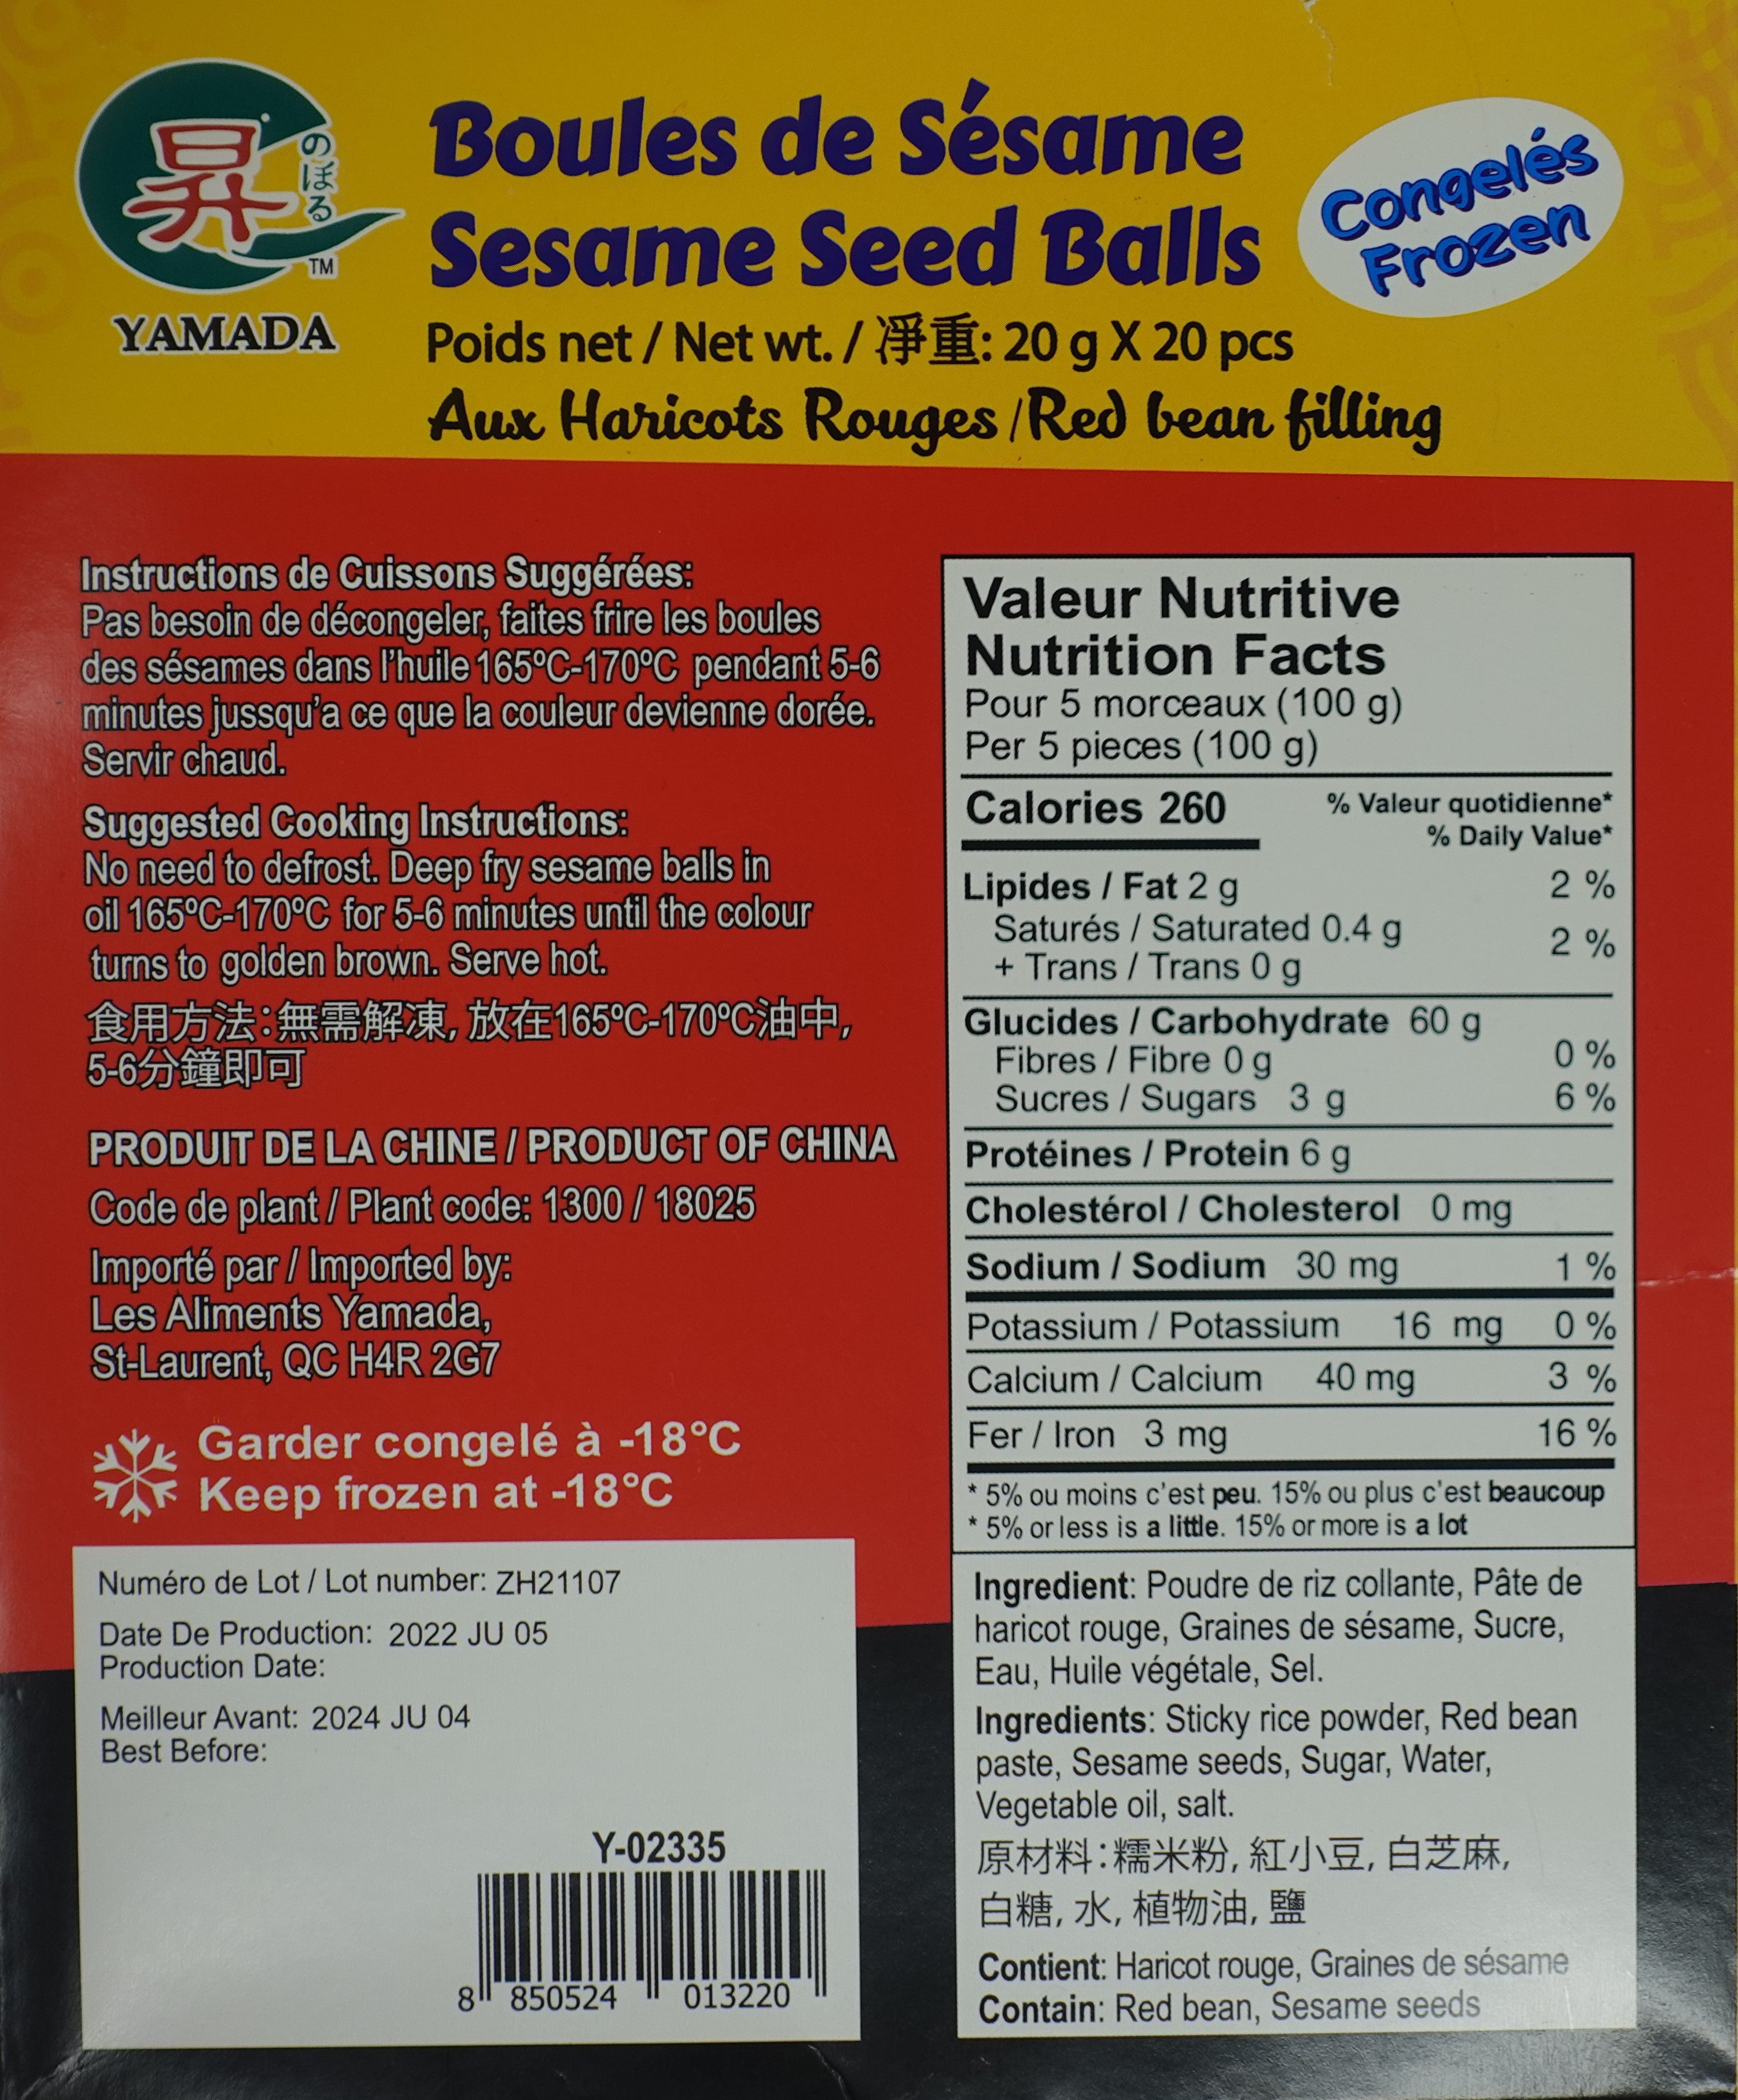 昇
のぼる
TM
YAMADA
Boules de Sésame
Sesame Seed Balls
Congelés
Frozen
Poids net / Net wt. / 淨重: 20 g X 20 pcs
Aux Haricots Rouges / Red bean filling
Instructions de Cuissons Suggérées:
Pas besoin de décongeler, faites frire les boules
des sésames dans l'huile 165ºC-170ºC pendant 5-6
minutes jussqu'a ce que la couleur devienne dorée.
Servir chaud.
Suggested Cooking Instructions:
No need to defrost. Deep fry sesame balls in
oil 165ºC-170ºC for 5-6 minutes until the colour
turns to golden brown. Serve hot.
食用方法:無需解凍, 放在165ºC-170ºC油中,
5-6分鐘即可
PRODUIT DE LA CHINE / PRODUCT OF CHINA
Code de plant / Plant code: 1300 / 18025
Importé par / Imported by:
Les Aliments Yamada,
St-Laurent, QC H4R 2G7
Garder congelé à -18°C
Keep frozen at -18°C
Numéro de Lot / Lot number: ZH21107
Date De Production: 2022 JU 05
Production Date:
Meilleur Avant: 2024 JU 04
Best Before:
Y-02335
8 850524 013220
Valeur Nutritive
Nutrition Facts
Pour 5 morceaux (100 g)
Per 5 pieces (100 g)
Calories 260
% Valeur quotidienne*
% Daily Value*
Lipides / Fat 2 g 2 %
Saturés / Saturated 0.4 g
+ Trans / Trans 0 g 2 %
Glucides / Carbohydrate 60 g
Fibres / Fibre 0 g 0 %
Sucres / Sugars 3 g 6 %
Protéines / Protein 6 g
Cholestérol / Cholesterol 0 mg
Sodium / Sodium 30 mg 1 %
Potassium / Potassium 16 mg 0 %
Calcium / Calcium 40 mg 3 %
Fer / Iron 3 mg 16 %
* 5% ou moins c'est peu. 15% ou plus c'est beaucoup
* 5% or less is a little. 15% or more is a lot
Ingredient: Poudre de riz collante, Pâte de
haricot rouge, Graines de sésame, Sucre,
Eau, Huile végétale, Sel.
Ingredients: Sticky rice powder, Red bean
paste, Sesame seeds, Sugar, Water,
Vegetable oil, salt.
原材料:糯米粉, 紅小豆, 白芝麻,
白糖, 水, 植物油, 鹽
Contient: Haricot rouge, Graines de sésame
Contain: Red bean, Sesame seeds